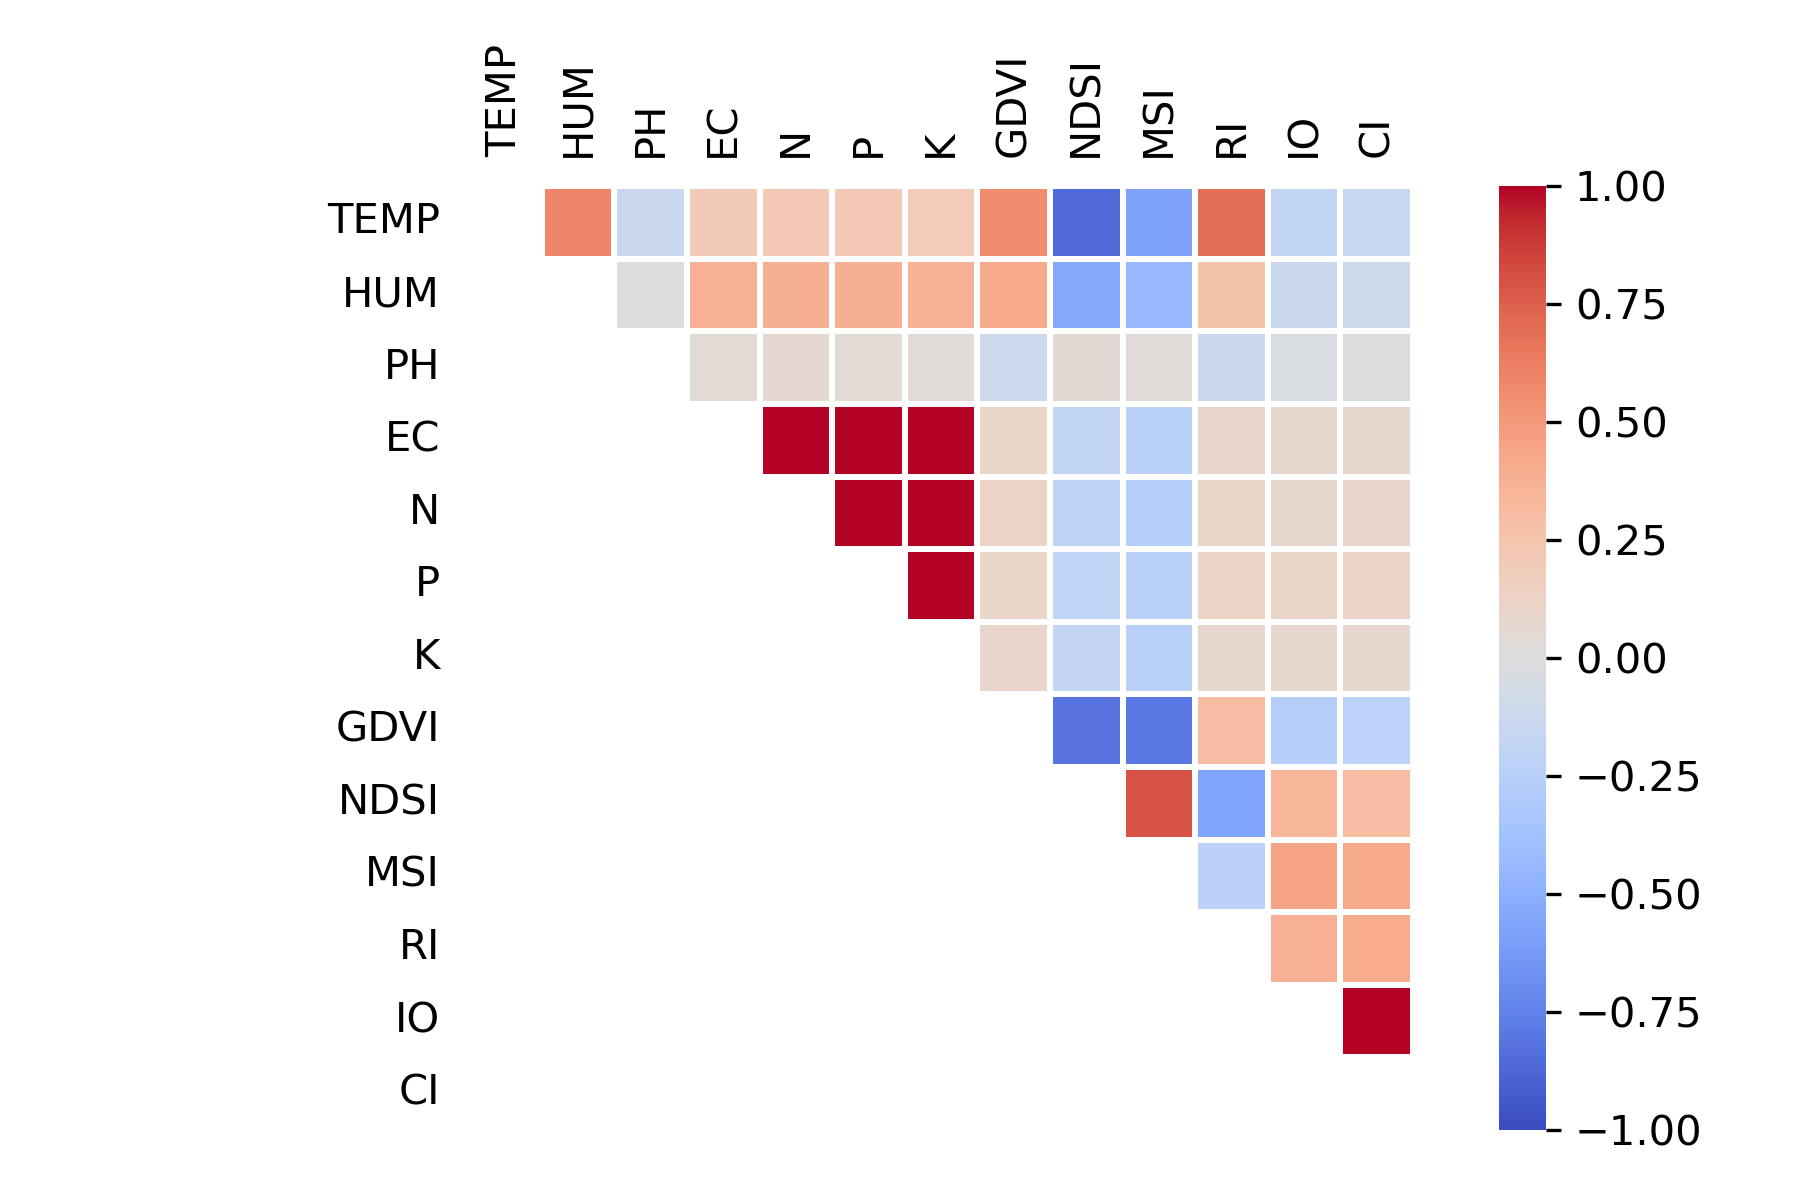 TEMP HUM PH EC N P K GDVI NDSI MSI RI IO CI
TEMP
HUM
PH
EC
N
P
K
GDVI
NDSI
MSI
RI
IO
CI
1.00
0.75
0.50
0.25
0.00
−0.25
−0.50
−0.75
−1.00